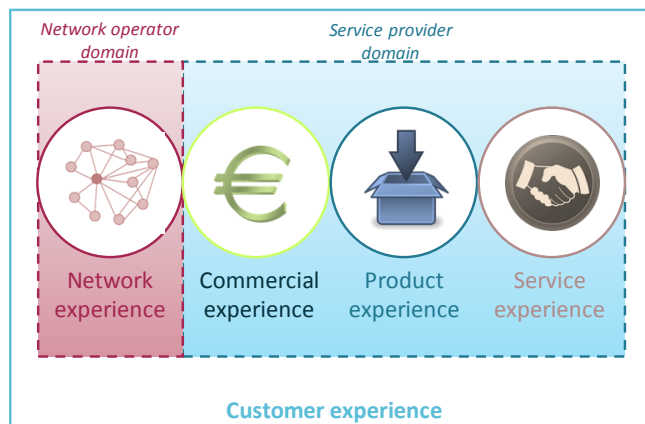 Network operator
domain
Service provider
domain
Network
experience
Commercial
experience
Product
experience
Service
experience
Customer experience